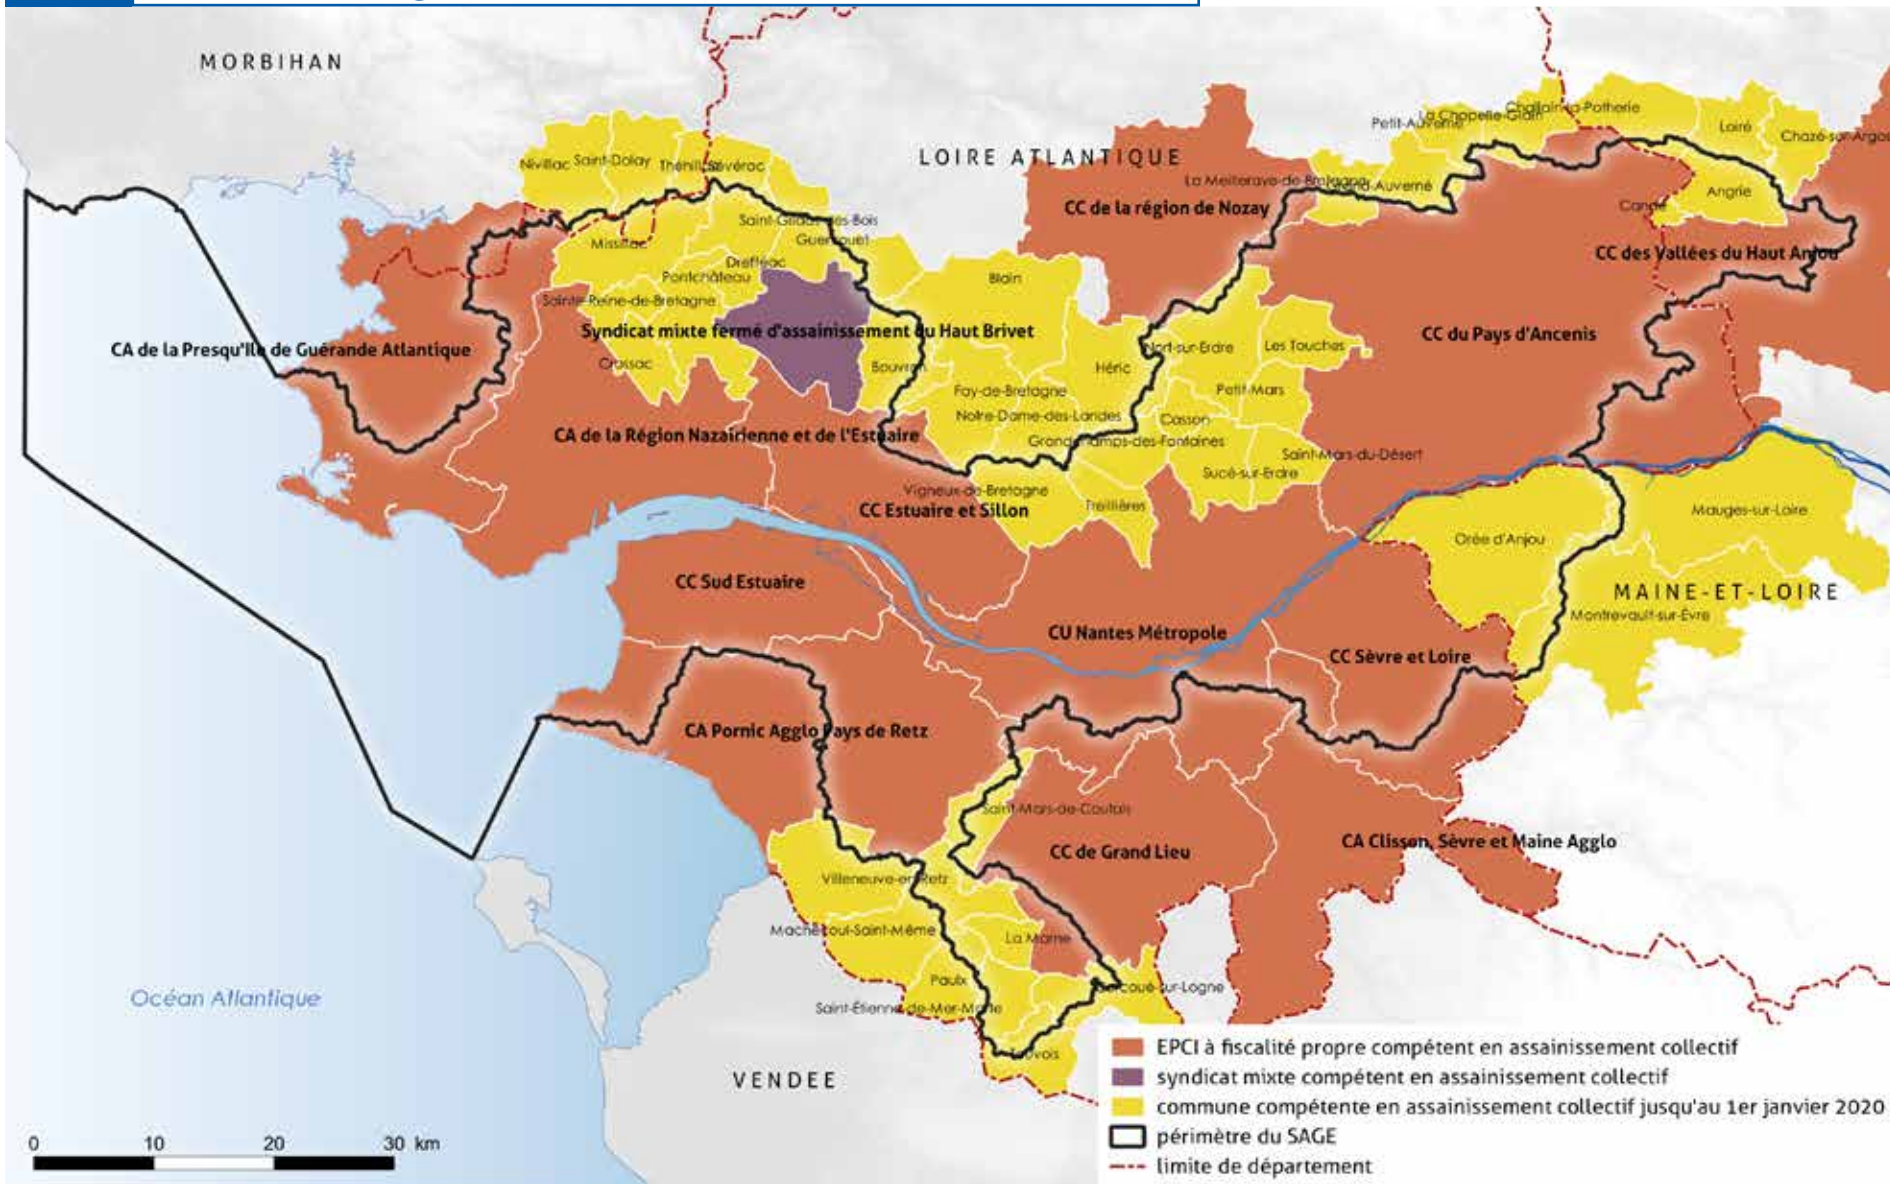 MORBIHAN
LOIRE ATLANTIQUE
Petit-Auverné
La Chapelle-Glain
Challain-la-Potherie
Loiré
Chazé-sur-Argos
Nivillac
Saint-Dolay
Sévérac
La Meilleraye-de-Bretagne
Angrie
Candé
CC de la région de Nozay
Saint-Gildas-des-Bois
Missillac
Guenrouet
CC des Vallées du Haut Anjou
Drefféac
Pontchâteau
Blain
Sainte-Reine-de-Bretagne
Syndicat mixte fermé d'assainissement du Haut Brivet
CC du Pays d'Ancenis
CA de la Presqu'Ile de Guérande Atlantique
Nort-sur-Erdre
Les Touches
Crossac
Bouvron
Héric
Fay-de-Bretagne
Petit-Mars
Notre-Dame-des-Landes
Casson
CA de la Région Nazairienne et de l'Estuaire
Grandchamps-des-Fontaines
Saint-Mars-du-Désert
Sucé-sur-Erdre
Vigneux-de-Bretagne
Treillières
CC Estuaire et Sillon
Mauges-sur-Loire
Orée d'Anjou
CC Sud Estuaire
MAINE-ET-LOIRE
Montrevault-sur-Èvre
CU Nantes Métropole
CC Sèvre et Loire
CA Pornic Agglo Pays de Retz
Saint-Mars-de-Coutais
CC de Grand Lieu
CA Clisson, Sèvre et Maine Agglo
Villeneuve-en-Retz
Machecoul-Saint-Même
La Marne
Paulx
Saint-Étienne-de-Mer-Morte
Océan Atlantique
VENDEE
EPCI à fiscalité propre compétent en assainissement collectif
syndicat mixte compétent en assainissement collectif
commune compétente en assainissement collectif jusqu'au 1er janvier 2020
périmètre du SAGE
limite de département
0 10 20 30 km